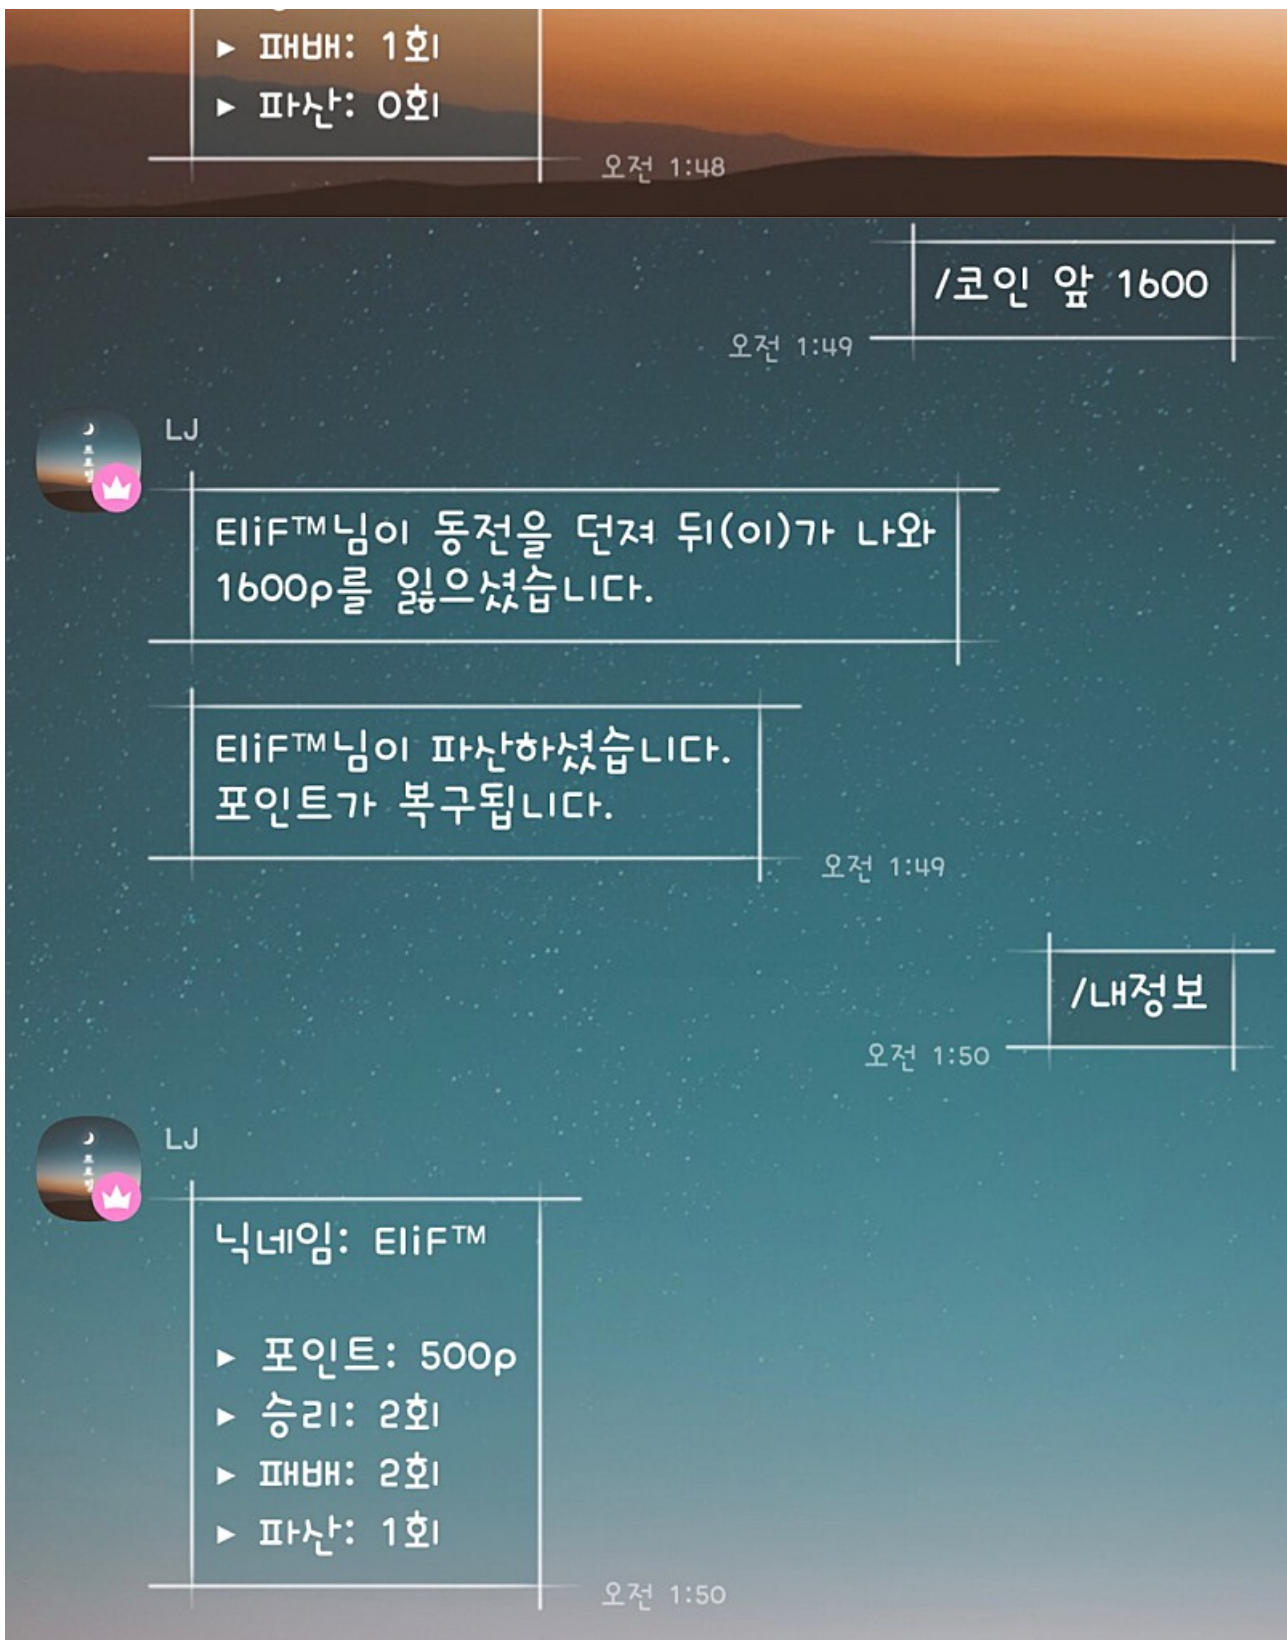 ▶ 패배: 1회
▶ 파산: 0회
오전 1:48
/코인 앞 1600
오전 1:49
LJ
EliF™님이 동전을 던져 뒤(이)가 나와
1600p를 잃으셨습니다.
EliF™님이 파산하셨습니다.
포인트가 복구됩니다.
오전 1:49
/내정보
오전 1:50
LJ
닉네임: EliF™
▶ 포인트: 500p
▶ 승리: 2회
▶ 패배: 2회
▶ 파산: 1회
오전 1:50